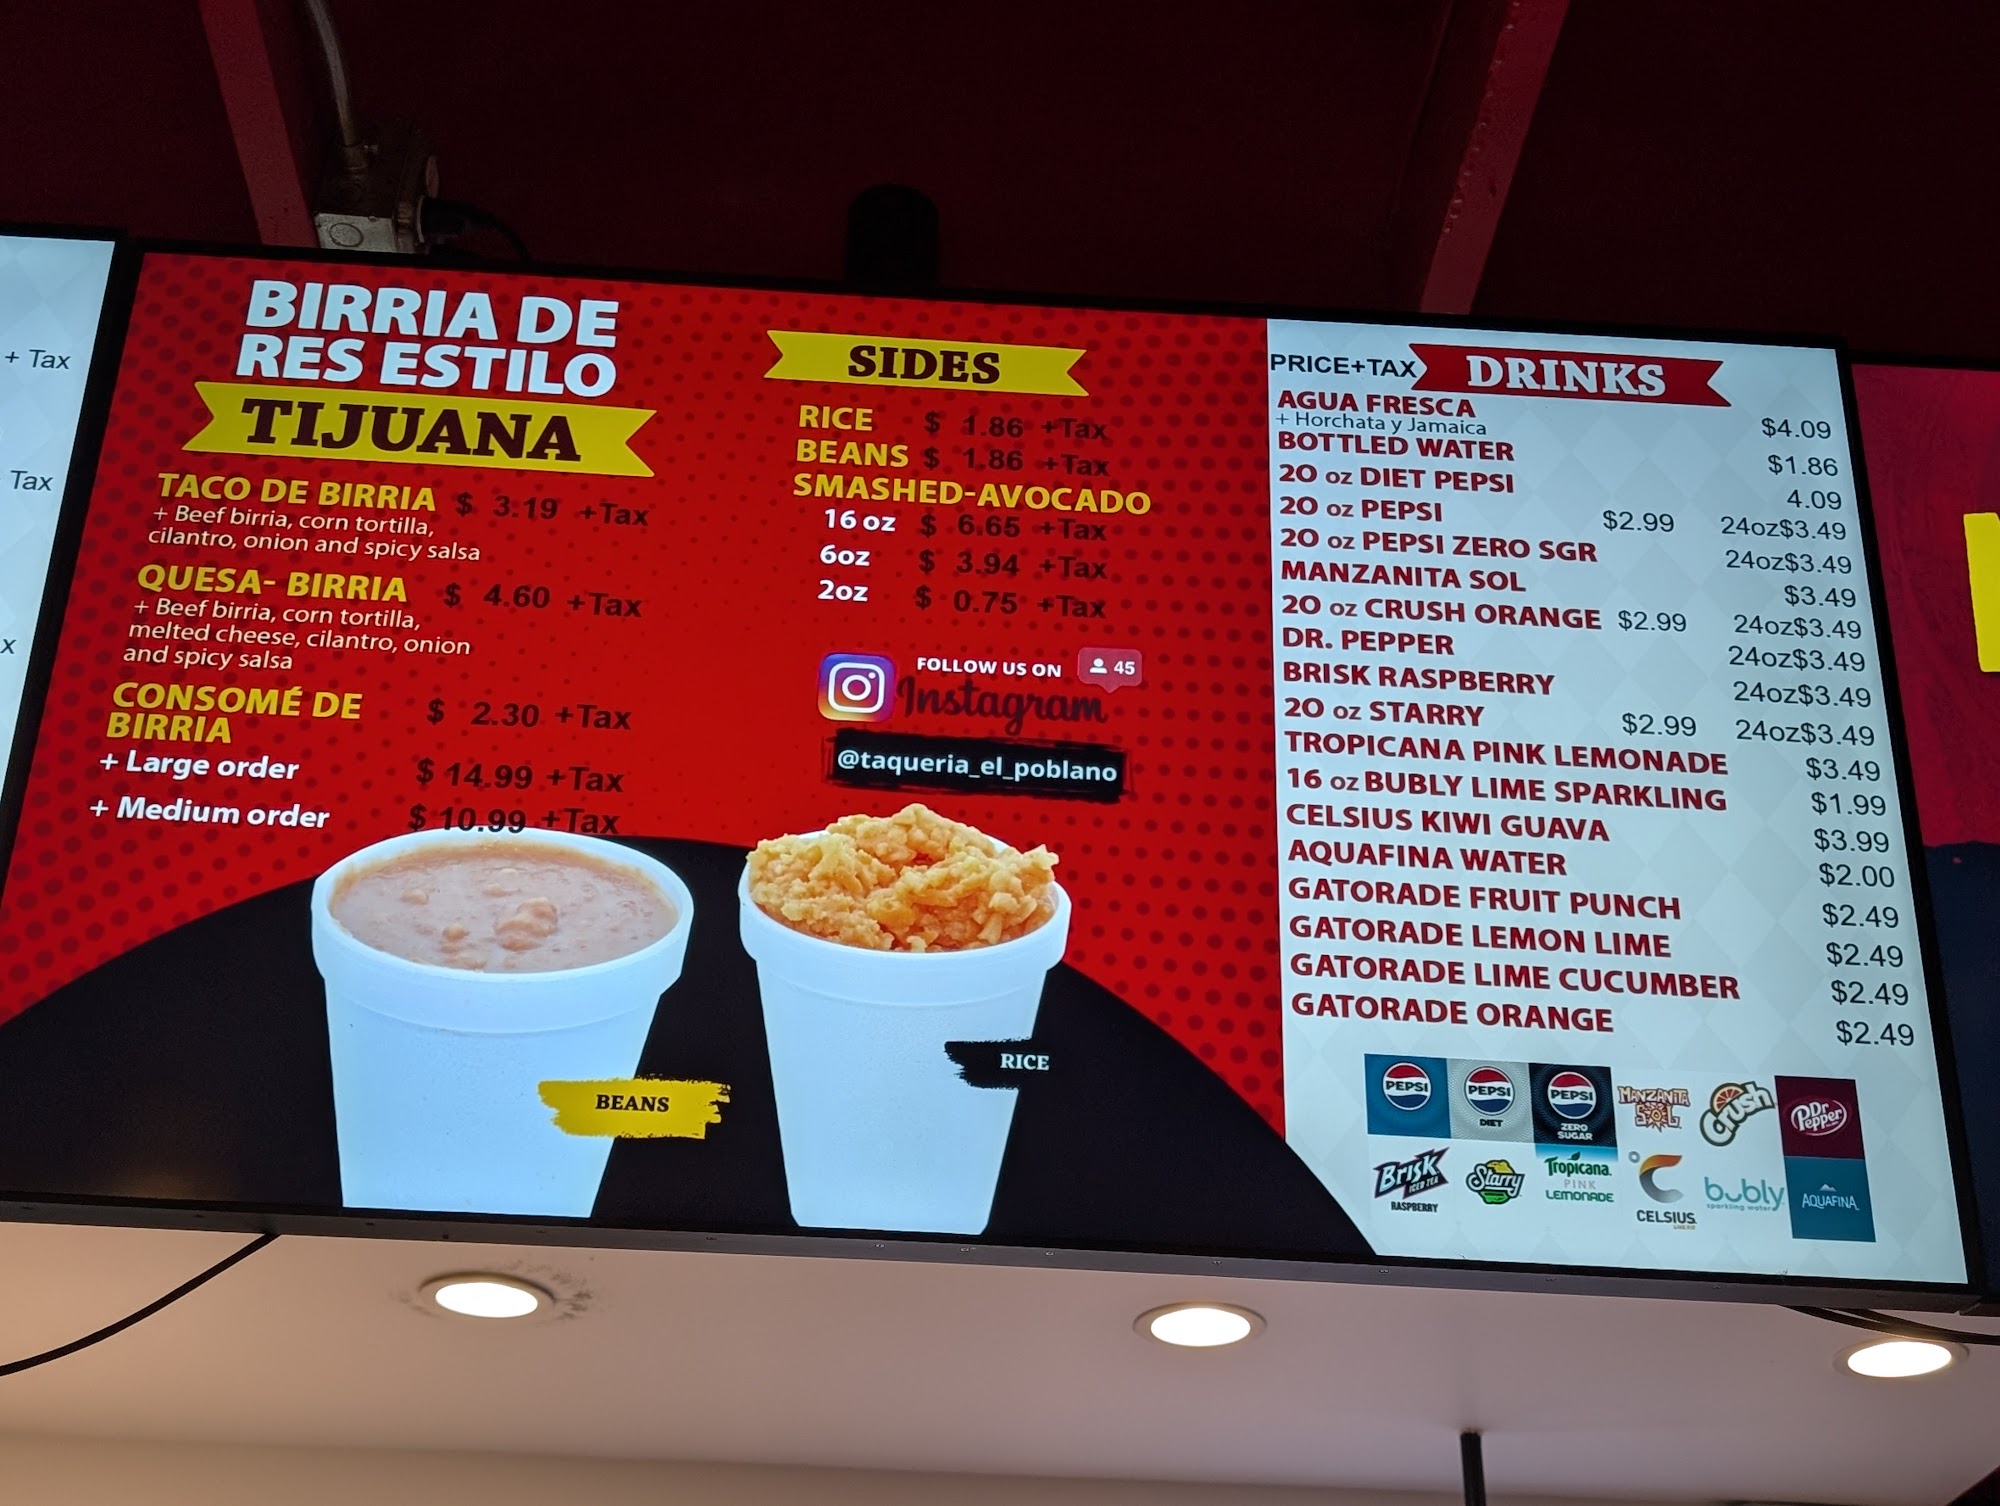 + Tax
Tax
x
BIRRIA DE
RES ESTILO
TIJUANA
TACO DE BIRRIA $ 3.19 +Tax
+ Beef birria, corn tortilla,
cilantro, onion and spicy salsa
QUESA- BIRRIA $ 4.60 +Tax
+ Beef birria, corn tortilla,
melted cheese, cilantro, onion
and spicy salsa
CONSOMÉ DE
BIRRIA $ 2.30 +Tax
+ Large order $ 14.99 +Tax
+ Medium order $ 10.99 +Tax
BEANS
SIDES
RICE $ 1.86 +Tax
BEANS $ 1.86 +Tax
SMASHED-AVOCADO
16 oz $ 6.65 +Tax
6oz $ 3.94 +Tax
2oz $ 0.75 +Tax
FOLLOW US ON 45
Instagram
@taqueria_el_poblano
RICE
PRICE+TAX DRINKS
AGUA FRESCA $4.09
+ Horchata y Jamaica
BOTTLED WATER $1.86
20 oz DIET PEPSI 4.09
20 oz PEPSI $2.99 24oz$3.49
20 oz PEPSI ZERO SGR 24oz$3.49
MANZANITA SOL $3.49
20 oz CRUSH ORANGE $2.99 24oz$3.49
DR. PEPPER 24oz$3.49
BRISK RASPBERRY 24oz$3.49
20 oz STARRY $2.99 24oz$3.49
TROPICANA PINK LEMONADE $3.49
16 oz BUBLY LIME SPARKLING $1.99
CELSIUS KIWI GUAVA $3.99
AQUAFINA WATER $2.00
GATORADE FRUIT PUNCH $2.49
GATORADE LEMON LIME $2.49
GATORADE LIME CUCUMBER $2.49
GATORADE ORANGE $2.49
PEPSI
PEPSI
DIET
PEPSI
ZERO
SUGAR
MANZANITA
SOL
Crush
Dr Pepper
BRISK
ICED TEA
RASPBERRY
Starry
Tropicana
PINK
LEMONADE
CELSIUS
bubly
sparkling water
AQUAFINA